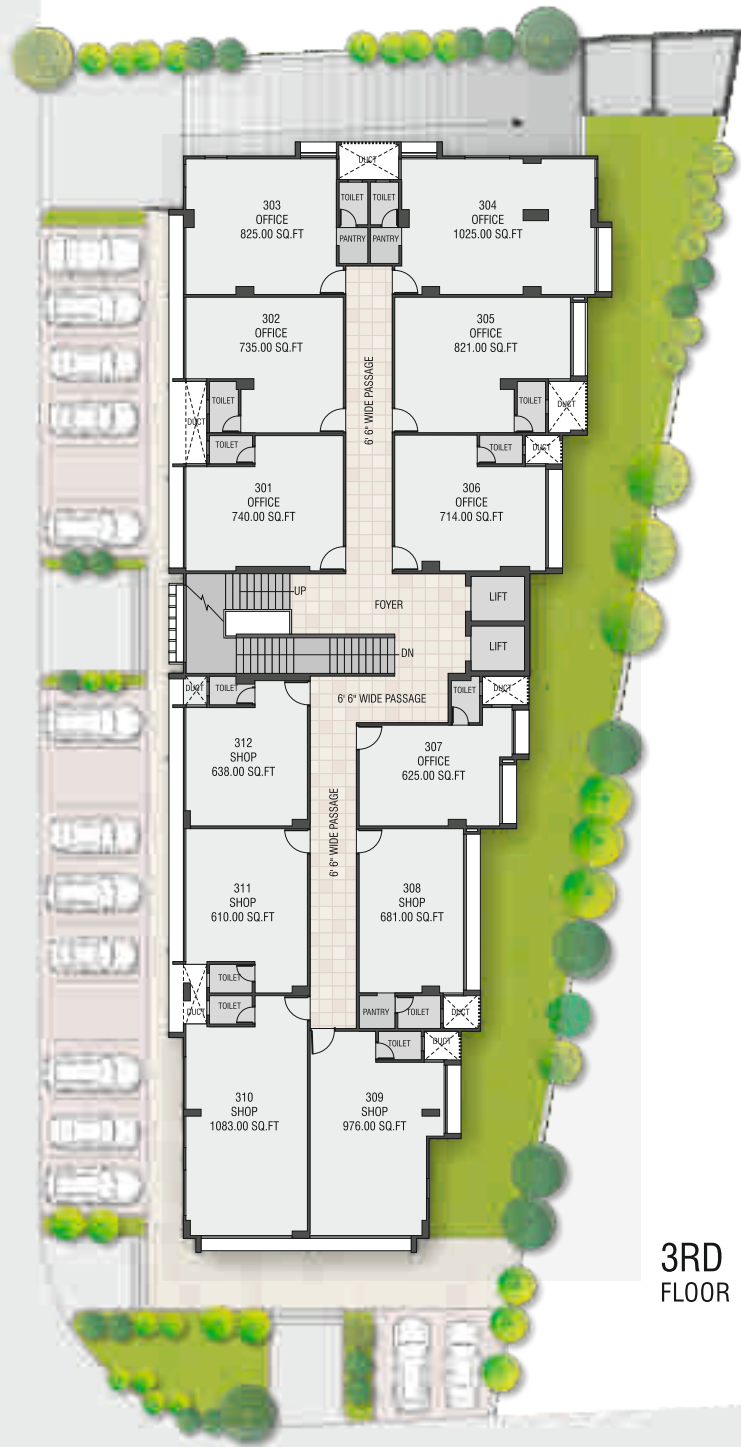 DUCT
303
OFFICE
825.00 SQ.FT
TOILET
TOILET
304
OFFICE
1025.00 SQ.FT
PANTRY
PANTRY
302
OFFICE
735.00 SQ.FT
305
OFFICE
821.00 SQ.FT
6' 6" WIDE PASSAGE
DUCT
TOILET
TOILET
DUCT
TOILET
TOILET
DUCT
301
OFFICE
740.00 SQ.FT
306
OFFICE
714.00 SQ.FT
UP
FOYER
LIFT
DN
LIFT
DUCT
TOILET
6' 6" WIDE PASSAGE
TOILET
DUCT
312
SHOP
638.00 SQ.FT
307
OFFICE
625.00 SQ.FT
6' 6" WIDE PASSAGE
311
SHOP
610.00 SQ.FT
308
SHOP
681.00 SQ.FT
TOILET
DUCT
TOILET
PANTRY
TOILET
DUCT
TOILET
DUCT
310
SHOP
1083.00 SQ.FT
309
SHOP
976.00 SQ.FT
3RD
FLOOR